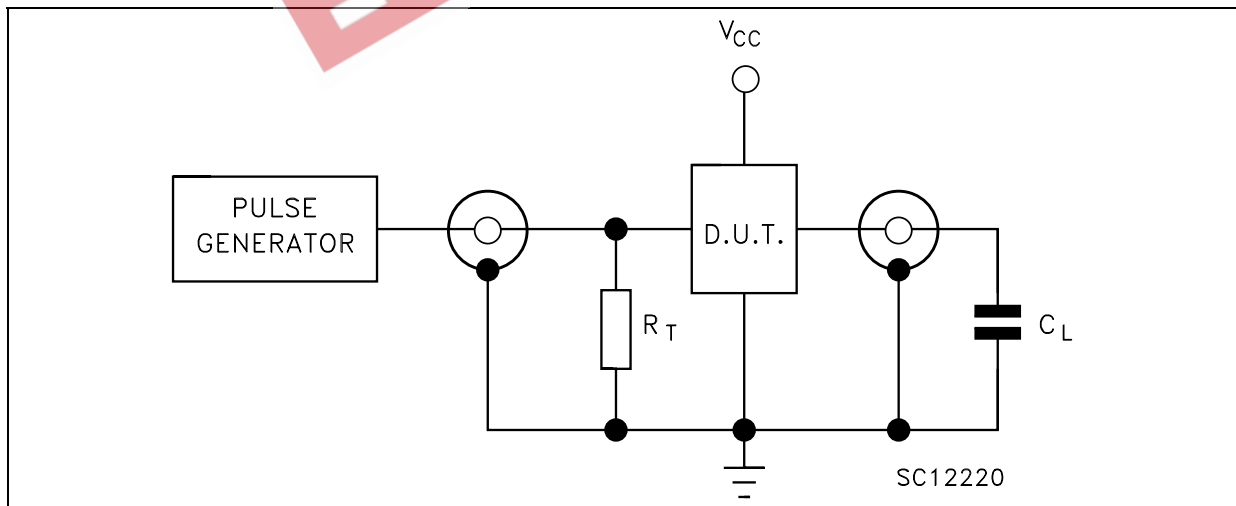 VCC
PULSE
GENERATOR
D.U.T.
RT
CL
SC12220